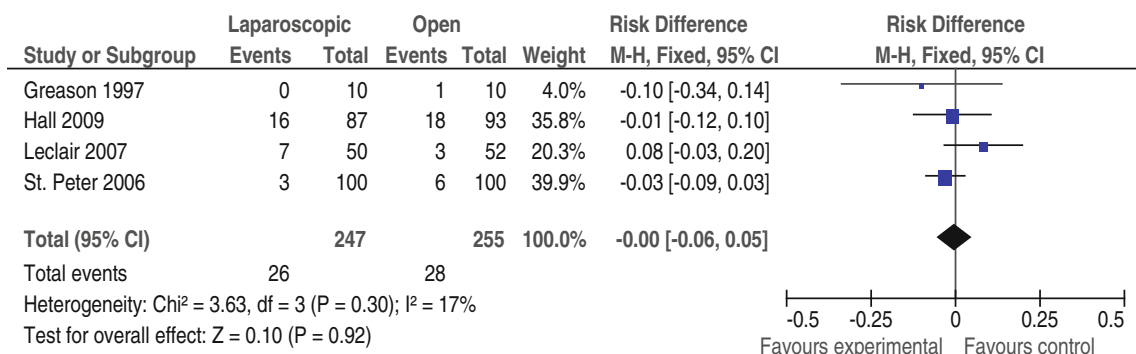 Laparoscopic Open Risk Difference Risk Difference
Study or Subgroup Events Total Events Total Weight M-H, Fixed, 95% CI M-H, Fixed, 95% CI
Greason 1997 0 10 1 10 4.0% -0.10 [-0.34, 0.14]
Hall 2009 16 87 18 93 35.8% -0.01 [-0.12, 0.10]
Leclair 2007 7 50 3 52 20.3% 0.08 [-0.03, 0.20]
St. Peter 2006 3 100 6 100 39.9% -0.03 [-0.09, 0.03]
Total (95% CI) 247 255 100.0% -0.00 [-0.06, 0.05]
Total events 26 28
Heterogeneity: Chi² = 3.63, df = 3 (P = 0.30); I² = 17%
Test for overall effect: Z = 0.10 (P = 0.92)
-0.5 -0.25 0 0.25 0.5
Favours experimental Favours control